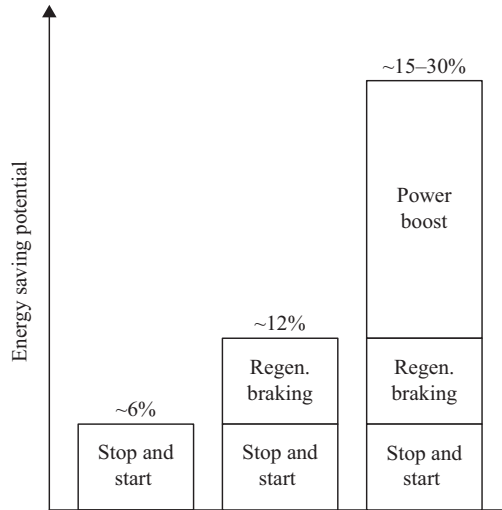 ~15–30%
Power
boost
Energy saving potential
~12%
Regen.
braking
Regen.
braking
~6%
Stop and
start
Stop and
start
Stop and
start